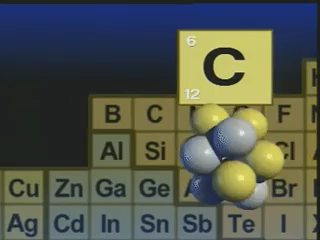 6
C
12
B C F
Al Si Cl
Cu Zn Ga Ge Br
Ag Cd In Sn Sb Te I